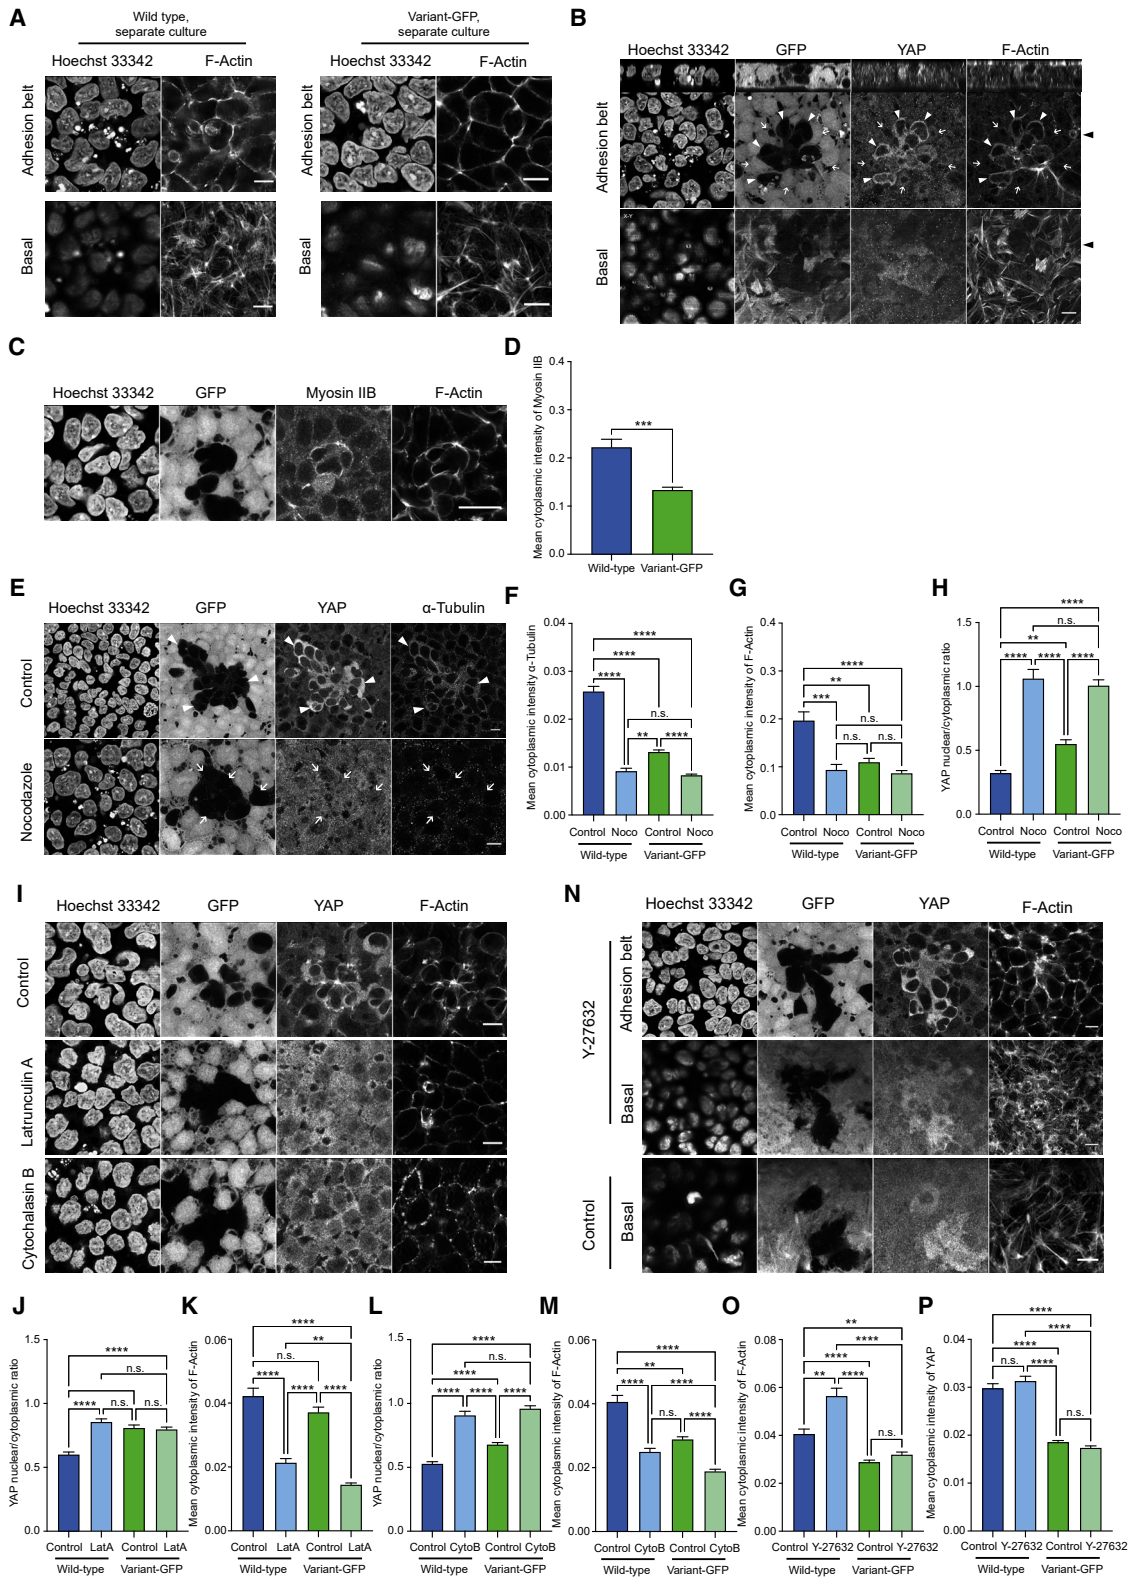 A
Wild type,
separate culture
Variant-GFP,
separate culture
Hoechst 33342
F-Actin
Hoechst 33342
F-Actin
Adhesion belt
Adhesion belt
Basal
Basal
B
Hoechst 33342
GFP
YAP
F-Actin
Adhesion belt
X-Y
Basal
C
Hoechst 33342
GFP
Myosin IIB
F-Actin
D
Mean cytoplasmic intensity of Myosin IIB
0.4
0.3
0.2
0.1
0.0
***
Wild-type
Variant-GFP
E
Hoechst 33342
GFP
YAP
α-Tubulin
Control
Nocodazole
F
Mean cytoplasmic intensity α-Tubulin
0.04
0.03
0.02
0.01
0.00
****
****
****
n.s.
**
****
Control Noco Control Noco
Wild-type
Variant-GFP
G
Mean cytoplasmic intensity of F-Actin
0.4
0.3
0.2
0.1
0.0
****
**
***
n.s.
n.s.
n.s.
Control Noco Control Noco
Wild-type
Variant-GFP
H
YAP nuclear/cytoplasmic ratio
1.5
1.0
0.5
0.0
****
n.s.
**
****
****
****
Control Noco Control Noco
Wild-type
Variant-GFP
I
Hoechst 33342
GFP
YAP
F-Actin
Control
Latrunculin A
Cytochalasin B
N
Hoechst 33342
GFP
YAP
F-Actin
Y-27632
Adhesion belt
Basal
Control
Basal
J
YAP nuclear/cytoplasmic ratio
1.5
1.0
0.5
0.0
****
n.s.
****
n.s.
n.s.
Control LatA Control LatA
Wild-type
Variant-GFP
K
Mean cytoplasmic intensity of F-Actin
0.06
0.04
0.02
0.00
****
**
n.s.
****
****
****
Control LatA Control LatA
Wild-type
Variant-GFP
L
YAP nuclear/cytoplasmic ratio
1.5
1.0
0.5
0.0
****
n.s.
****
****
****
****
Control CytoB Control CytoB
Wild-type
Variant-GFP
M
Mean cytoplasmic intensity of F-Actin
0.06
0.04
0.02
0.00
****
**
****
****
n.s.
****
Control CytoB Control CytoB
Wild-type
Variant-GFP
O
Mean cytoplasmic intensity of F-Actin
0.08
0.06
0.04
0.02
0.00
**
****
****
**
****
n.s.
Control Y-27632 Control Y-27632
Wild-type
Variant-GFP
P
Mean cytoplasmic intensity of YAP
0.04
0.03
0.02
0.01
0.00
****
****
****
n.s.
****
n.s.
Control Y-27632 Control Y-27632
Wild-type
Variant-GFP